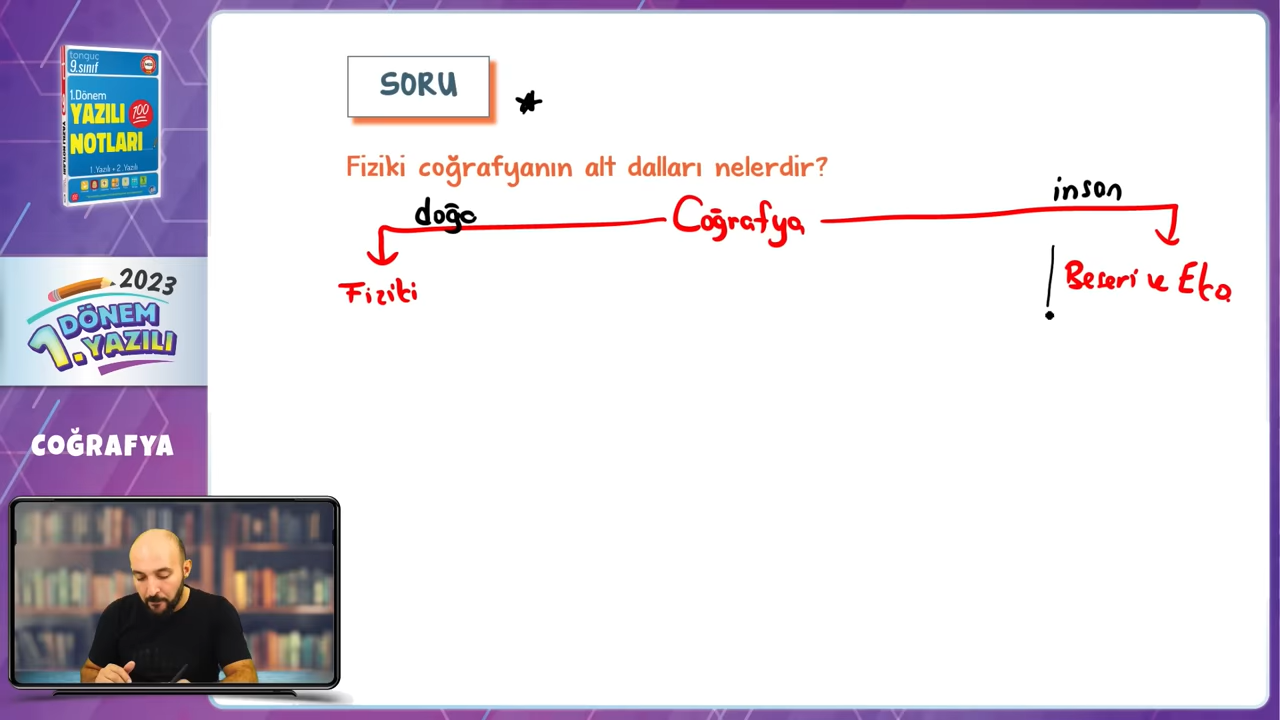 tonguç
9.sınıf
1.Dönem
YAZILI
100
NOTLARI
1.Yazılı • 2.Yazılı
2023
1. DÖNEM
YAZILI
COĞRAFYA
SORU
Fiziki coğrafyanın alt dalları nelerdir?
doğa
Coğrafya
insan
Fiziki
Beşeri ve Eko